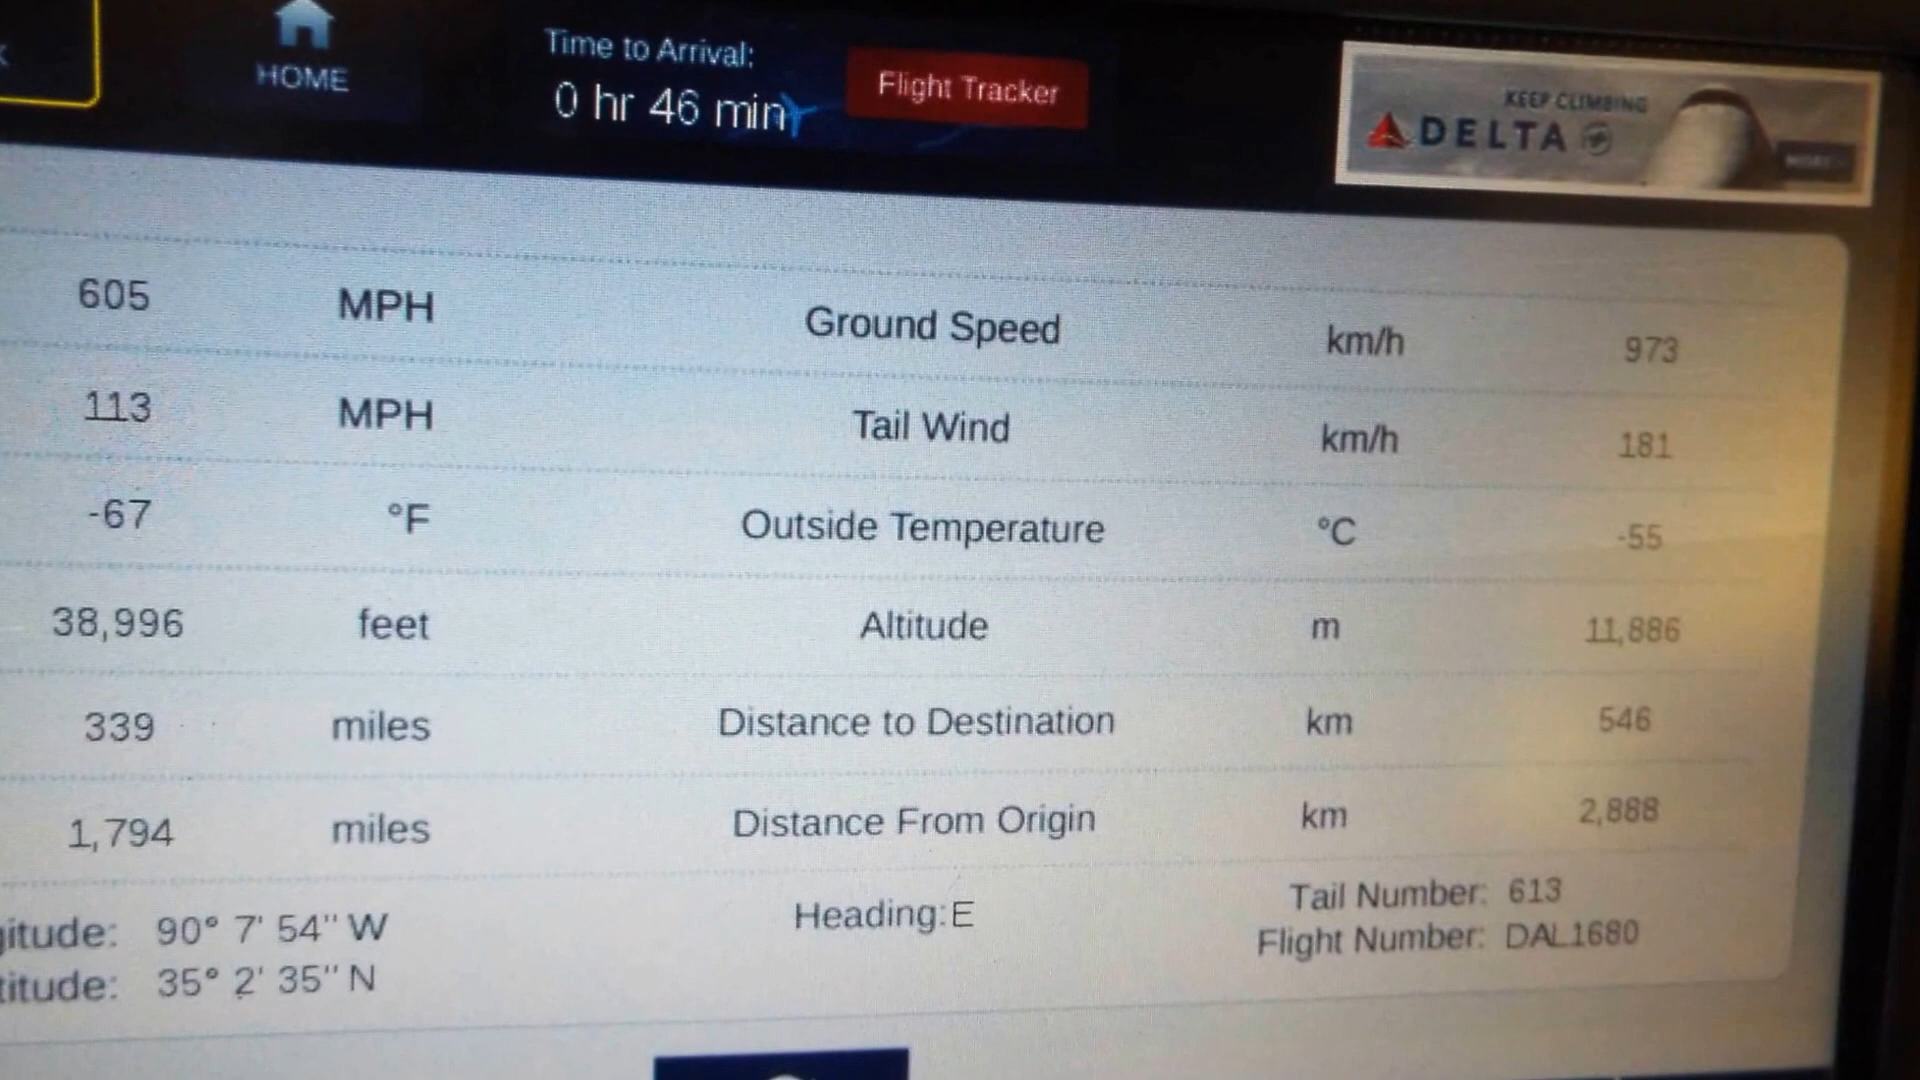 HOME
Time to Arrival:
0 hr 46 min
Flight Tracker
KEEP CLIMBING
DELTA
605 MPH Ground Speed km/h 973
113 MPH Tail Wind km/h 181
-67 °F Outside Temperature °C -55
38,996 feet Altitude m 11,886
339 miles Distance to Destination km 546
1,794 miles Distance From Origin km 2,888
gitude: 90° 7' 54" W Heading:E Tail Number: 613
titude: 35° 2' 35" N Flight Number: DAL1680